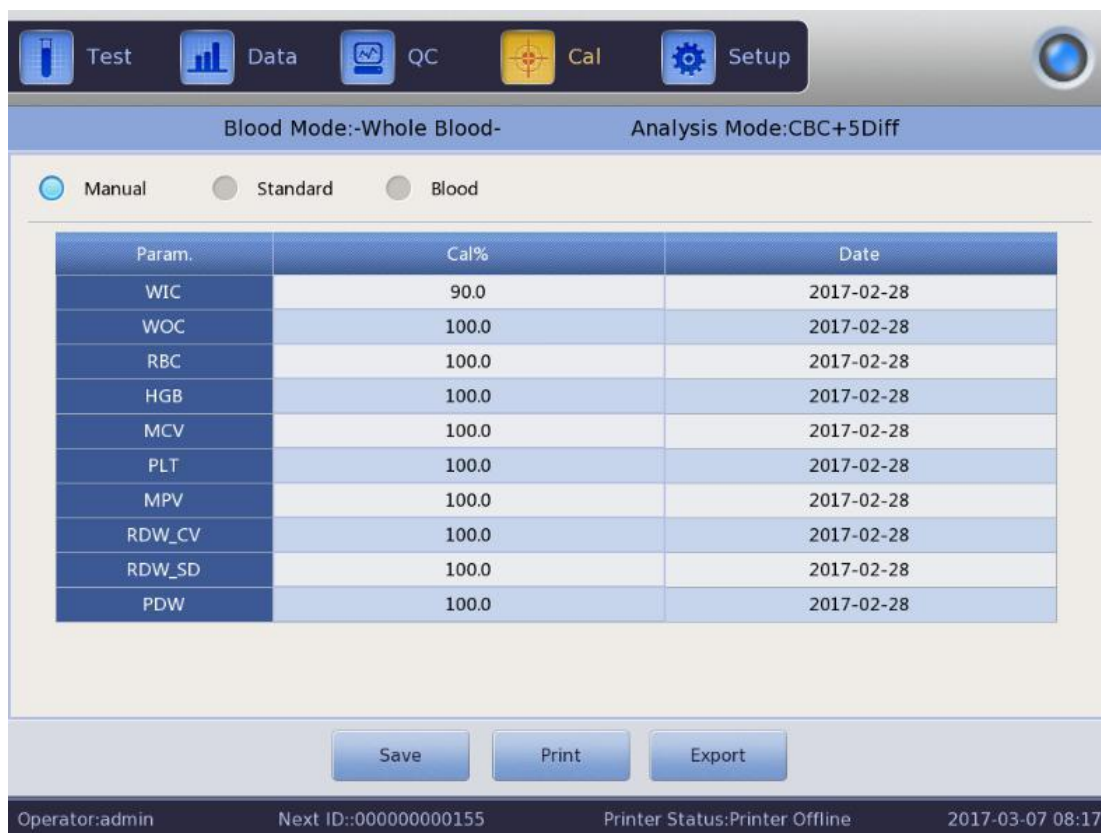 Test Data QC Cal Setup
Blood Mode:-Whole Blood- Analysis Mode:CBC+5Diff
Manual Standard Blood
Param. Cal% Date
WIC 90.0 2017-02-28
WOC 100.0 2017-02-28
RBC 100.0 2017-02-28
HGB 100.0 2017-02-28
MCV 100.0 2017-02-28
PLT 100.0 2017-02-28
MPV 100.0 2017-02-28
RDW_CV 100.0 2017-02-28
RDW_SD 100.0 2017-02-28
PDW 100.0 2017-02-28
Save Print Export
Operator:admin Next ID::000000000155 Printer Status:Printer Offline 2017-03-07 08:17